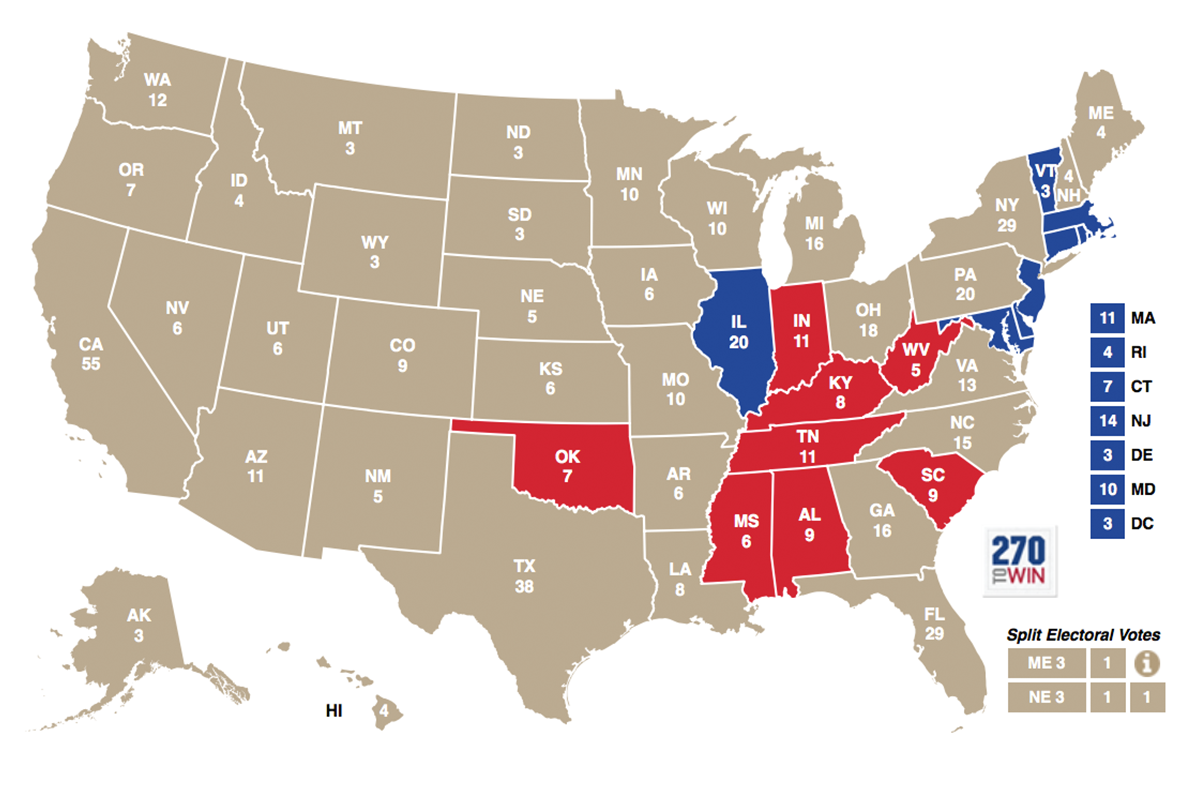 WA
12
OR
7
ID
4
MT
3
ND
3
SD
3
MN
10
WI
10
MI
16
NY
29
VT
3
4
NH
ME
4
WY
3
NV
6
UT
6
CO
9
NE
5
IA
6
KS
6
MO
10
IL
20
IN
11
OH
18
PA
20
WV
5
VA
13
KY
8
CA
55
AZ
11
NM
5
OK
7
AR
6
TN
11
NC
15
SC
9
MS
6
AL
9
GA
16
TX
38
LA
8
FL
29
AK
3
HI
4
11 MA
4 RI
7 CT
14 NJ
3 DE
10 MD
3 DC
270
TO WIN
Split Electoral Votes
ME 3 1 i
NE 3 1 1